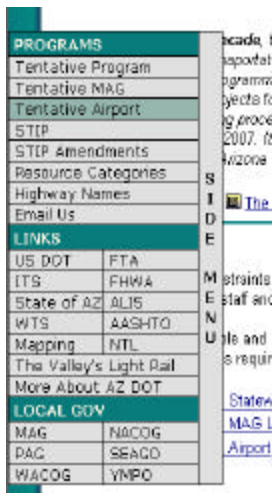 PROGRAMS
Tentative Program
Tentative MAG
Tentative Airport
STIP
STIP Amendments
Resource Categories
Highway Names
Email Us
LINKS
US DOT FTA
ITS FHWA
State of AZ ALIS
WTS AASHTO
Mapping NTL
The Valley's Light Rail
More About AZ DOT
LOCAL GOV
MAG NACOG
PAG SEAGO
WACOG YMPO
SIDE MENU
ecade,
2007.
The
straints
staff and
ble and
s requir
Statew
MAG L
Airport